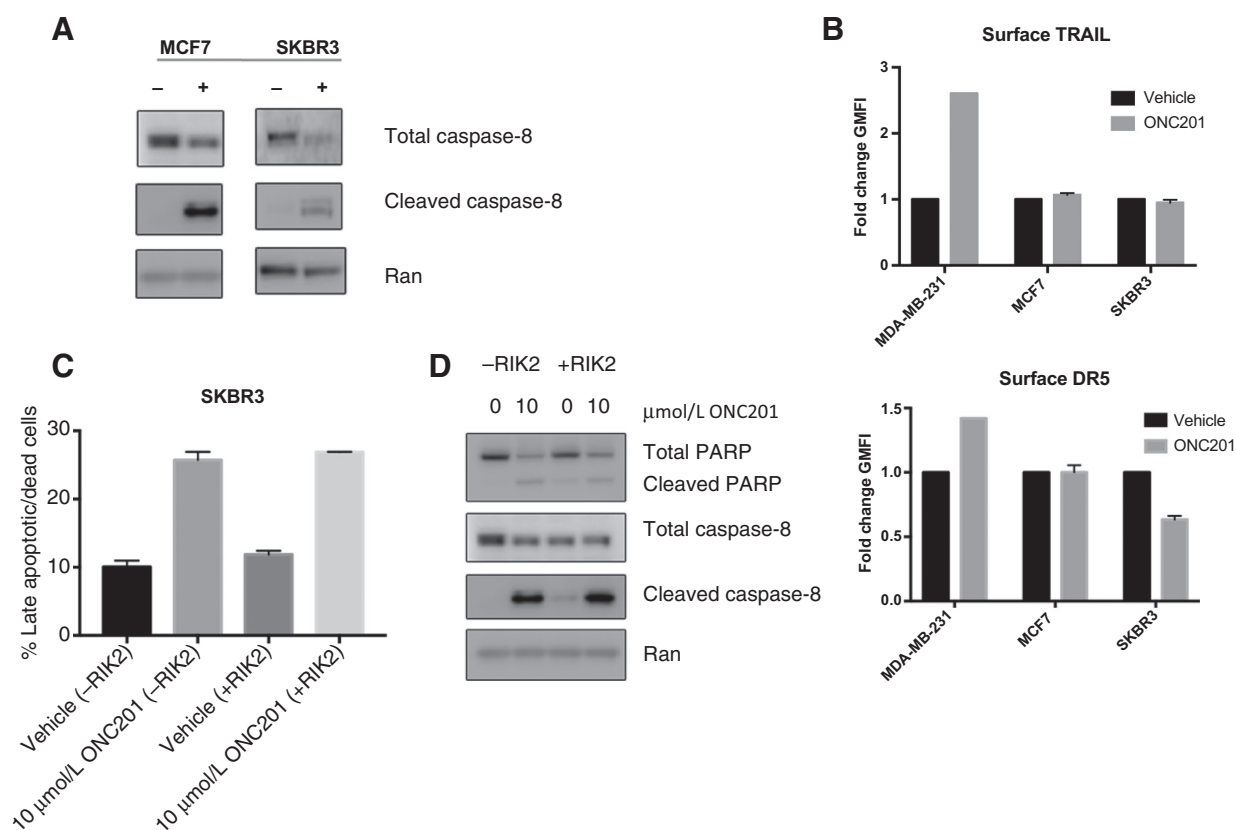 A
MCF7 SKBR3
– + – +
Total caspase-8
Cleaved caspase-8
Ran
B
Surface TRAIL
Fold change GMFI
3
2
1
0
Vehicle
ONC201
MDA-MB-231
MCF7
SKBR3
Surface DR5
Fold change GMFI
1.5
1.0
0.5
0.0
Vehicle
ONC201
MDA-MB-231
MCF7
SKBR3
C
SKBR3
% Late apoptotic/dead cells
30
20
10
0
Vehicle (–RIK2)
10 μmol/L ONC201 (–RIK2)
Vehicle (+RIK2)
10 μmol/L ONC201 (+RIK2)
D
–RIK2 +RIK2
0 10 0 10 μmol/L ONC201
Total PARP
Cleaved PARP
Total caspase-8
Cleaved caspase-8
Ran